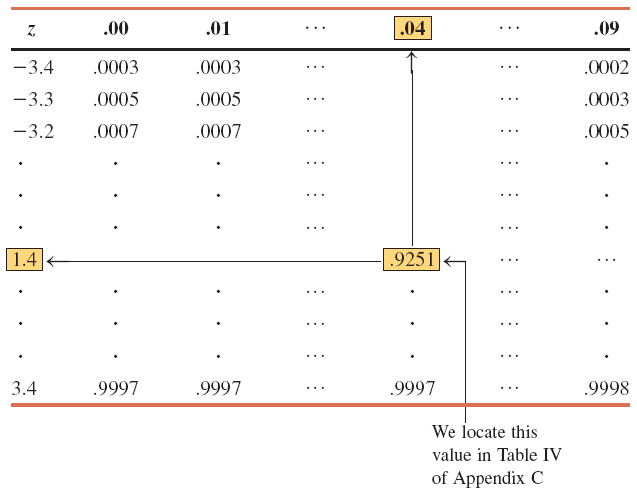 z .00 .01 ··· .04 ··· .09
−3.4 .0003 .0003 ··· ··· .0002
−3.3 .0005 .0005 ··· ··· .0003
−3.2 .0007 .0007 ··· ··· .0005
· · · ··· ··· ·
· · · ··· ··· ·
· · · ··· ··· ·
1.4 .9251 ··· ···
· · · ··· · ··· ·
· · · ··· · ··· ·
· · · ··· · ··· ·
3.4 .9997 .9997 ··· .9997 ··· .9998
We locate this
value in Table IV
of Appendix C